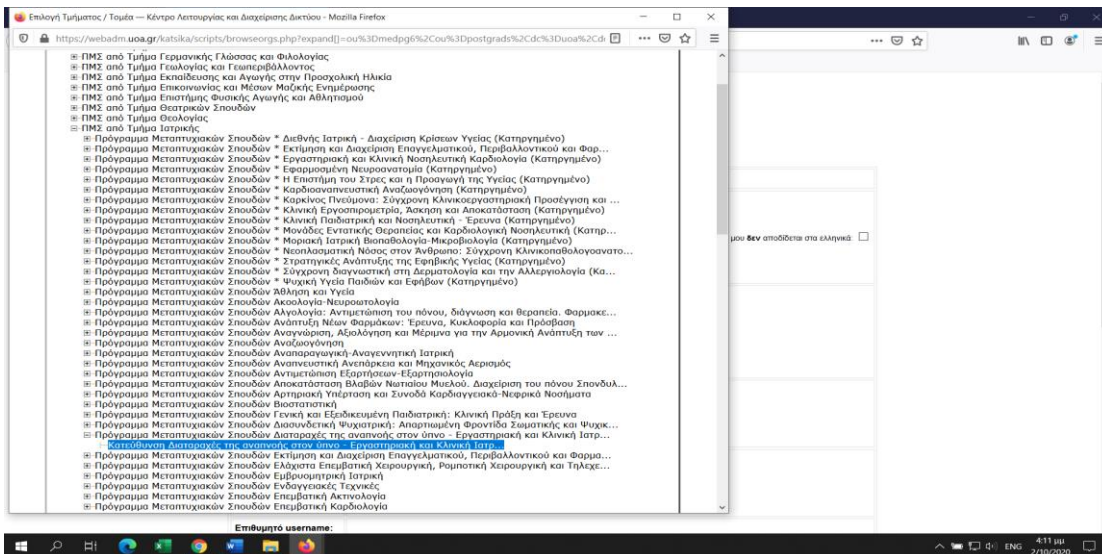 Επιλογή Τμήματος / Τομέα — Κέντρο Λειτουργίας και Διαχείρισης Δικτύου - Mozilla Firefox
https://webadm.uoa.gr/katsika/scripts/browseorgs.php?expand[]=ou%3Dmedpg6%2Cou%3Dpostgrads%2Cdc%3Duoa%2Cd
ΠΜΣ από Τμήμα Γερμανικής Γλώσσας και Φιλολογίας
ΠΜΣ από Τμήμα Γεωλογίας και Γεωπεριβάλλοντος
ΠΜΣ από Τμήμα Εκπαίδευσης και Αγωγής στην Προσχολική Ηλικία
ΠΜΣ από Τμήμα Επικοινωνίας και Μέσων Μαζικής Ενημέρωσης
ΠΜΣ από Τμήμα Επιστήμης Φυσικής Αγωγής και Αθλητισμού
ΠΜΣ από Τμήμα Θεατρικών Σπουδών
ΠΜΣ από Τμήμα Θεολογίας
ΠΜΣ από Τμήμα Ιατρικής
Πρόγραμμα Μεταπτυχιακών Σπουδών * Διεθνής Ιατρική - Διαχείριση Κρίσεων Υγείας (Κατηργημένο)
Πρόγραμμα Μεταπτυχιακών Σπουδών * Εκτίμηση και Διαχείριση Επαγγελματικού, Περιβαλλοντικού και Φαρ...
Πρόγραμμα Μεταπτυχιακών Σπουδών * Εργαστηριακή και Κλινική Νοσηλευτική Καρδιολογία (Κατηργημένο)
Πρόγραμμα Μεταπτυχιακών Σπουδών * Εφαρμοσμένη Νευροανατομία (Κατηργημένο)
Πρόγραμμα Μεταπτυχιακών Σπουδών * Η Επιστήμη του Στρες και η Προαγωγή της Υγείας (Κατηργημένο)
Πρόγραμμα Μεταπτυχιακών Σπουδών * Καρδιοαναπνευστική Αναζωογόνηση (Κατηργημένο)
Πρόγραμμα Μεταπτυχιακών Σπουδών * Καρκίνος Πνεύμονα: Σύγχρονη Κλινικοεργαστηριακή Προσέγγιση και ...
Πρόγραμμα Μεταπτυχιακών Σπουδών * Κλινική Εργοσπιρομετρία, Άσκηση και Αποκατάσταση (Κατηργημένο)
Πρόγραμμα Μεταπτυχιακών Σπουδών * Κλινική Παιδιατρική και Νοσηλευτική - Έρευνα (Κατηργημένο)
Πρόγραμμα Μεταπτυχιακών Σπουδών * Μονάδες Εντατικής Θεραπείας και Καρδιολογική Νοσηλευτική (Κατηρ...
Πρόγραμμα Μεταπτυχιακών Σπουδών * Μοριακή Ιατρική Βιοπαθολογία-Μικροβιολογία (Κατηργημένο)
Πρόγραμμα Μεταπτυχιακών Σπουδών * Νεοπλασματική Νόσος στον Άνθρωπο: Σύγχρονη Κλινικοπαθολογοανατο...
Πρόγραμμα Μεταπτυχιακών Σπουδών * Στρατηγικές Ανάπτυξης της Εφηβικής Υγείας (Κατηργημένο)
Πρόγραμμα Μεταπτυχιακών Σπουδών * Σύγχρονη διαγνωστική στη Δερματολογία και την Αλλεργιολογία (Κα...
Πρόγραμμα Μεταπτυχιακών Σπουδών * Ψυχική Υγεία Παιδιών και Εφήβων (Κατηργημένο)
Πρόγραμμα Μεταπτυχιακών Σπουδών Άθληση και Υγεία
Πρόγραμμα Μεταπτυχιακών Σπουδών Ακοολογία-Νευροωτολογία
Πρόγραμμα Μεταπτυχιακών Σπουδών Αλγολογία: Αντιμετώπιση του πόνου, διάγνωση και θεραπεία. Φαρμακε...
Πρόγραμμα Μεταπτυχιακών Σπουδών Ανάπτυξη Νέων Φαρμάκων: Έρευνα, Κυκλοφορία και Πρόσβαση
Πρόγραμμα Μεταπτυχιακών Σπουδών Αναγνώριση, Αξιολόγηση και Μέριμνα για την Αρμονική Ανάπτυξη των ...
Πρόγραμμα Μεταπτυχιακών Σπουδών Αναζωογόνηση
Πρόγραμμα Μεταπτυχιακών Σπουδών Αναπαραγωγική-Αναγεννητική Ιατρική
Πρόγραμμα Μεταπτυχιακών Σπουδών Αναπνευστική Ανεπάρκεια και Μηχανικός Αερισμός
Πρόγραμμα Μεταπτυχιακών Σπουδών Αντιμετώπιση Εξαρτήσεων-Εξαρτησιολογία
Πρόγραμμα Μεταπτυχιακών Σπουδών Αποκατάσταση Βλαβών Νωτιαίου Μυελού. Διαχείριση του πόνου Σπονδυλ...
Πρόγραμμα Μεταπτυχιακών Σπουδών Αρτηριακή Υπέρταση και Συνοδά Καρδιαγγειακά-Νεφρικά Νοσήματα
Πρόγραμμα Μεταπτυχιακών Σπουδών Βιοστατιστική
Πρόγραμμα Μεταπτυχιακών Σπουδών Γενική και Εξειδικευμένη Παιδιατρική: Κλινική Πράξη και Έρευνα
Πρόγραμμα Μεταπτυχιακών Σπουδών Διασυνδετική Ψυχιατρική: Απαρτιωμένη Φροντίδα Σωματικής και Ψυχικ...
Πρόγραμμα Μεταπτυχιακών Σπουδών Διαταραχές της αναπνοής στον ύπνο - Εργαστηριακή και Κλινική Ιατρ...
Κατεύθυνση Διαταραχές της αναπνοής στον ύπνο - Εργαστηριακή και Κλινική Ιατρ...
Πρόγραμμα Μεταπτυχιακών Σπουδών Εκτίμηση και Διαχείριση Επαγγελματικού, Περιβαλλοντικού και Φαρμα...
Πρόγραμμα Μεταπτυχιακών Σπουδών Ελάχιστα Επεμβατική Χειρουργική, Ρομποτική Χειρουργική και Τηλεχε...
Πρόγραμμα Μεταπτυχιακών Σπουδών Εμβρυομητρική Ιατρική
Πρόγραμμα Μεταπτυχιακών Σπουδών Ενδαγγειακές Τεχνικές
Πρόγραμμα Μεταπτυχιακών Σπουδών Επεμβατική Ακτινολογία
Πρόγραμμα Μεταπτυχιακών Σπουδών Επεμβατική Καρδιολογία
μου δεν αποδίδεται στα ελληνικά
Επιθυμητό username:
ENG
4:11 μμ
2/10/2020